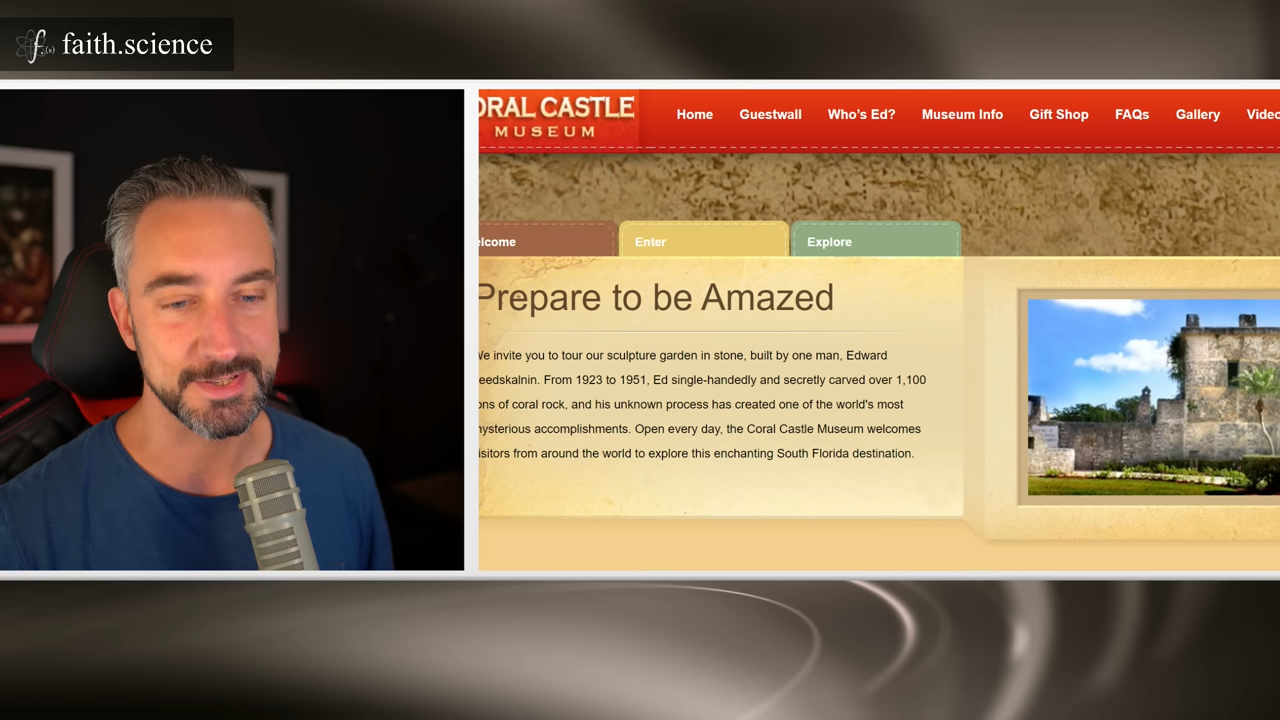 faith.science
ORAL CASTLE
MUSEUM
Home Guestwall Who's Ed? Museum Info Gift Shop FAQs Gallery Video
elcome Enter Explore
Prepare to be Amazed
We invite you to tour our sculpture garden in stone, built by one man, Edward
eedskalnin. From 1923 to 1951, Ed single-handedly and secretly carved over 1,100
ons of coral rock, and his unknown process has created one of the world's most
mysterious accomplishments. Open every day, the Coral Castle Museum welcomes
isitors from around the world to explore this enchanting South Florida destination.